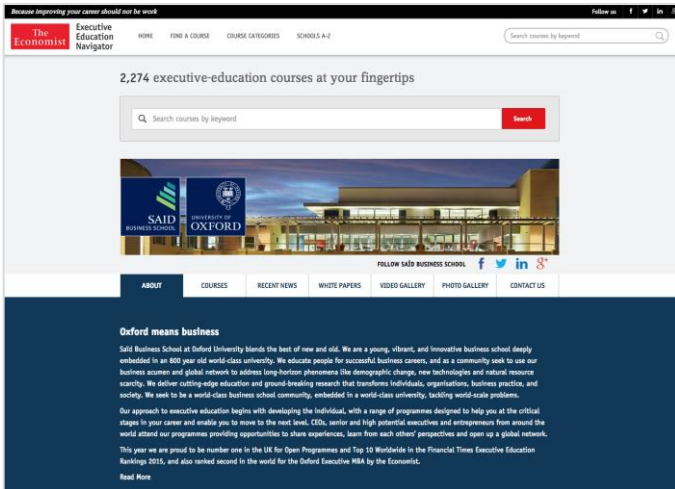 Because improving your career should not be work
Follow us
The Economist
Executive Education Navigator
HOME FIND A COURSE COURSE CATEGORIES SCHOOLS A-Z
Search courses by keyword
2,274 executive-education courses at your fingertips
Search courses by keyword
Search
SAÏD
BUSINESS SCHOOL
UNIVERSITY OF
OXFORD
FOLLOW SAÏD BUSINESS SCHOOL
ABOUT COURSES RECENT NEWS WHITE PAPERS VIDEO GALLERY PHOTO GALLERY CONTACT US
Oxford means business
Saïd Business School at Oxford University blends the best of new and old. We are a young, vibrant, and innovative business school deeply
embedded in an 800 year old world-class university. We educate people for successful business careers, and as a community seek to use our
business acumen and global network to address long-horizon phenomena like demographic change, new technologies and natural resource
scarcity. We deliver cutting-edge education and ground-breaking research that transforms individuals, organisations, business practice, and
society. We seek to be a world-class business school community, embedded in a world-class university, tackling world-scale problems.
Our approach to executive education begins with developing the individual, with a range of programmes designed to help you at the critical
stages in your career and enable you to move to the next level. CEOs, senior and high potential executives and entrepreneurs from around the
world attend our programmes providing opportunities to share experiences, learn from each others' perspectives and open up a global network.
This year we are proud to be number one in the UK for Open Programmes and Top 10 Worldwide in the Financial Times Executive Education
Rankings 2015, and also ranked second in the world for the Oxford Executive MBA by the Economist.
Read More